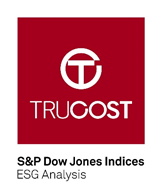 TRUCOST
S&P Dow Jones Indices
ESG Analysis